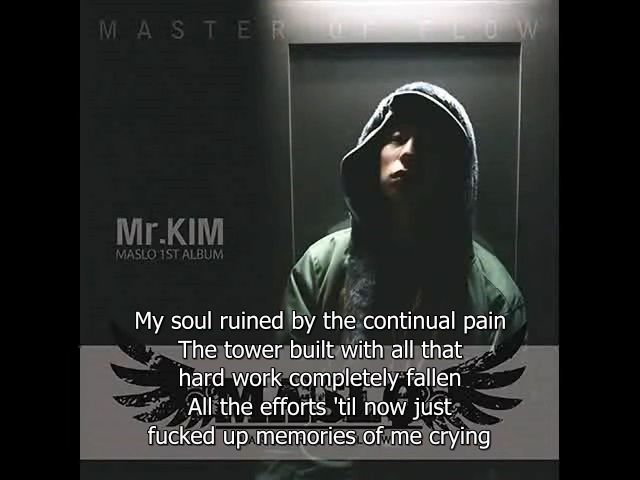 MASTER OF FLOW
Mr.KIM
MASLO 1ST ALBUM
My soul ruined by the continual pain
The tower built with all that
hard work completely fallen
All the efforts 'til now just
fucked up memories of me crying